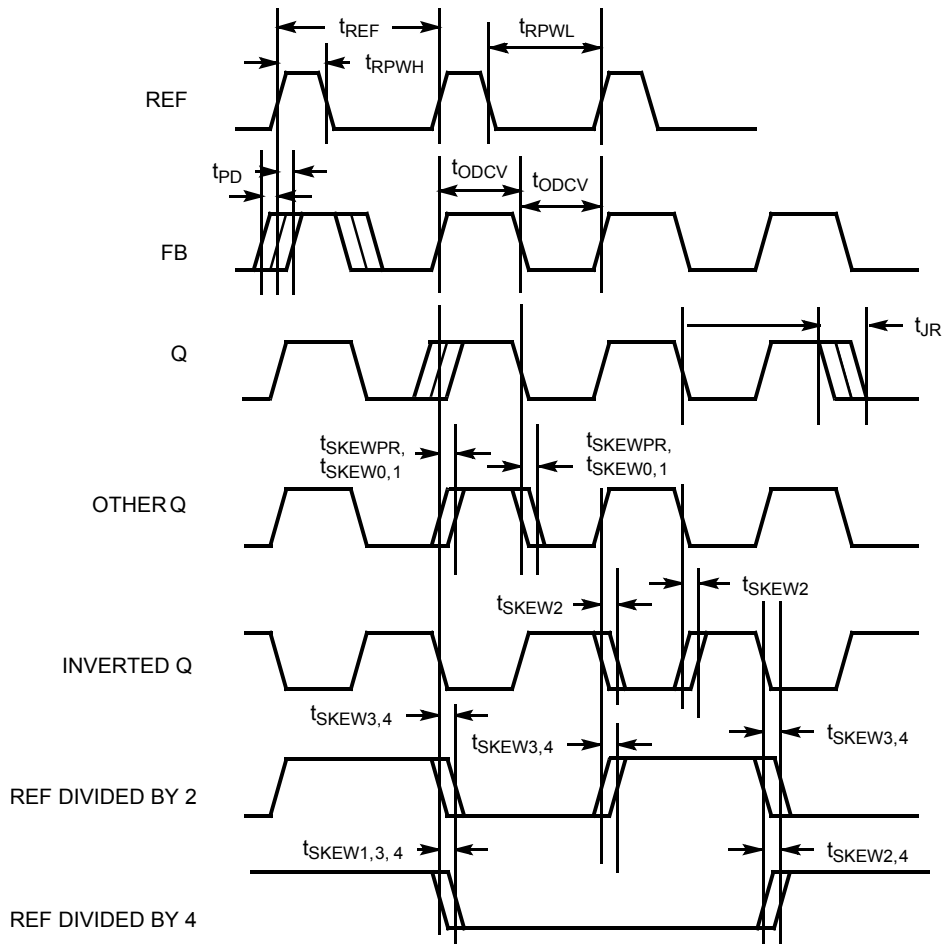 tREF
tRPWL
tRPWH
REF
tPD
tODCV
tODCV
FB
tJR
Q
tSKEWPR,
tSKEW0,1
tSKEWPR,
tSKEW0,1
OTHER Q
tSKEW2
tSKEW2
INVERTED Q
tSKEW3,4
tSKEW3,4
tSKEW3,4
REF DIVIDED BY 2
tSKEW1,3, 4
tSKEW2,4
REF DIVIDED BY 4